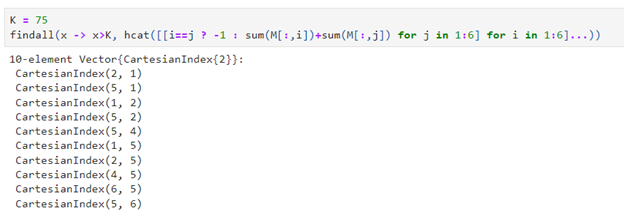 K = 75
findall(x -> x>K, hcat([[i==j ? -1 : sum(M[:,i])+sum(M[:,j]) for j in 1:6] for i in 1:6]...))
10-element Vector{CartesianIndex{2}}:
CartesianIndex(2, 1)
CartesianIndex(5, 1)
CartesianIndex(1, 2)
CartesianIndex(5, 2)
CartesianIndex(5, 4)
CartesianIndex(1, 5)
CartesianIndex(2, 5)
CartesianIndex(4, 5)
CartesianIndex(6, 5)
CartesianIndex(5, 6)